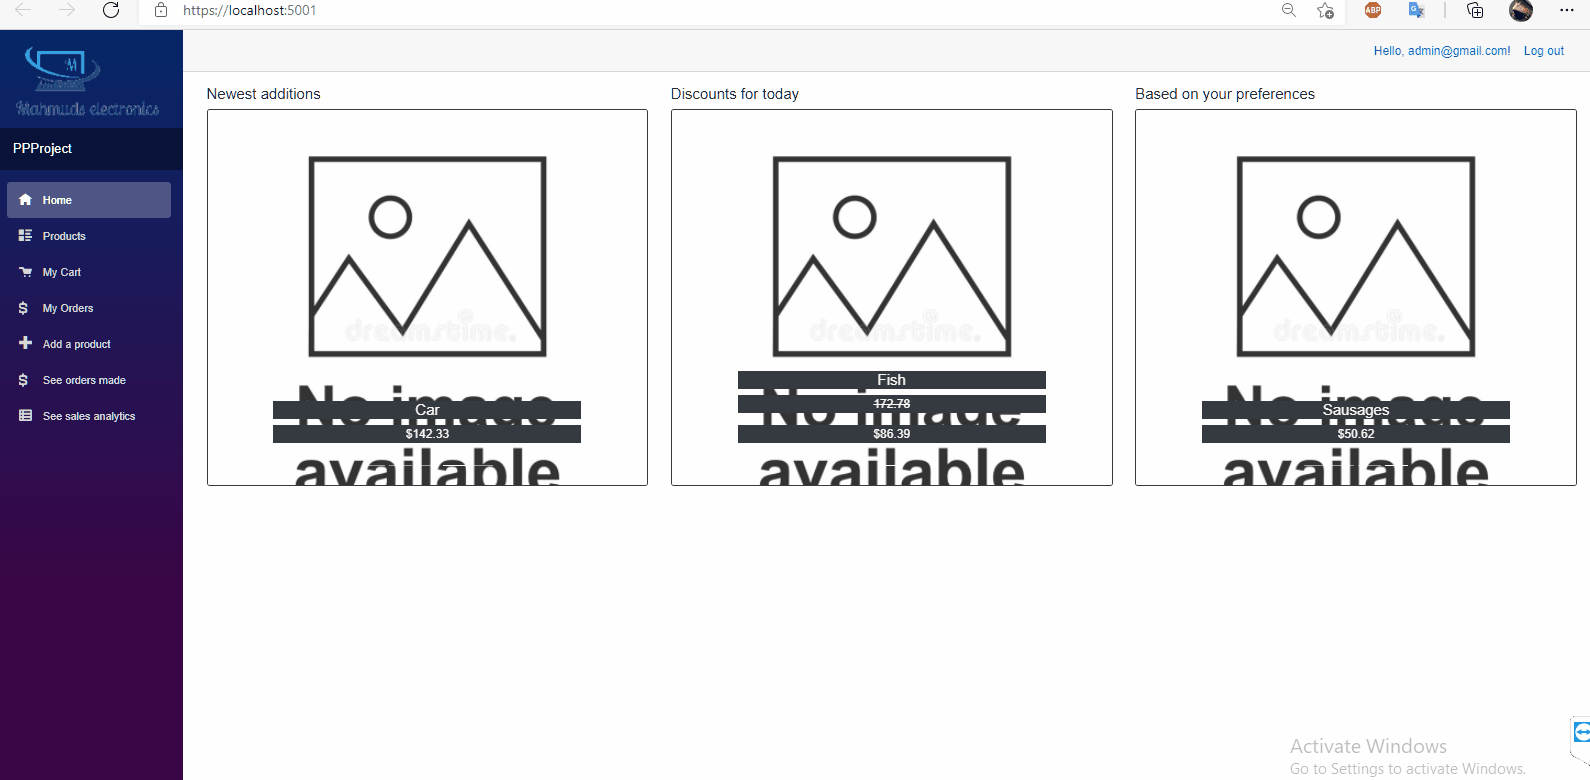 https://localhost:5001
ABP
Hello, admin@gmail.com! Log out
Mahmuds electronics
PPProject
Home
Products
My Cart
My Orders
Add a product
See orders made
See sales analytics
Newest additions
dreamstime.
No image
Car
$142.33
available
Discounts for today
dreamstime.
Fish
No image
172.78
$86.39
available
Based on your preferences
dreamstime.
No image
Sausages
$50.62
available
Activate Windows
Go to Settings to activate Windows.